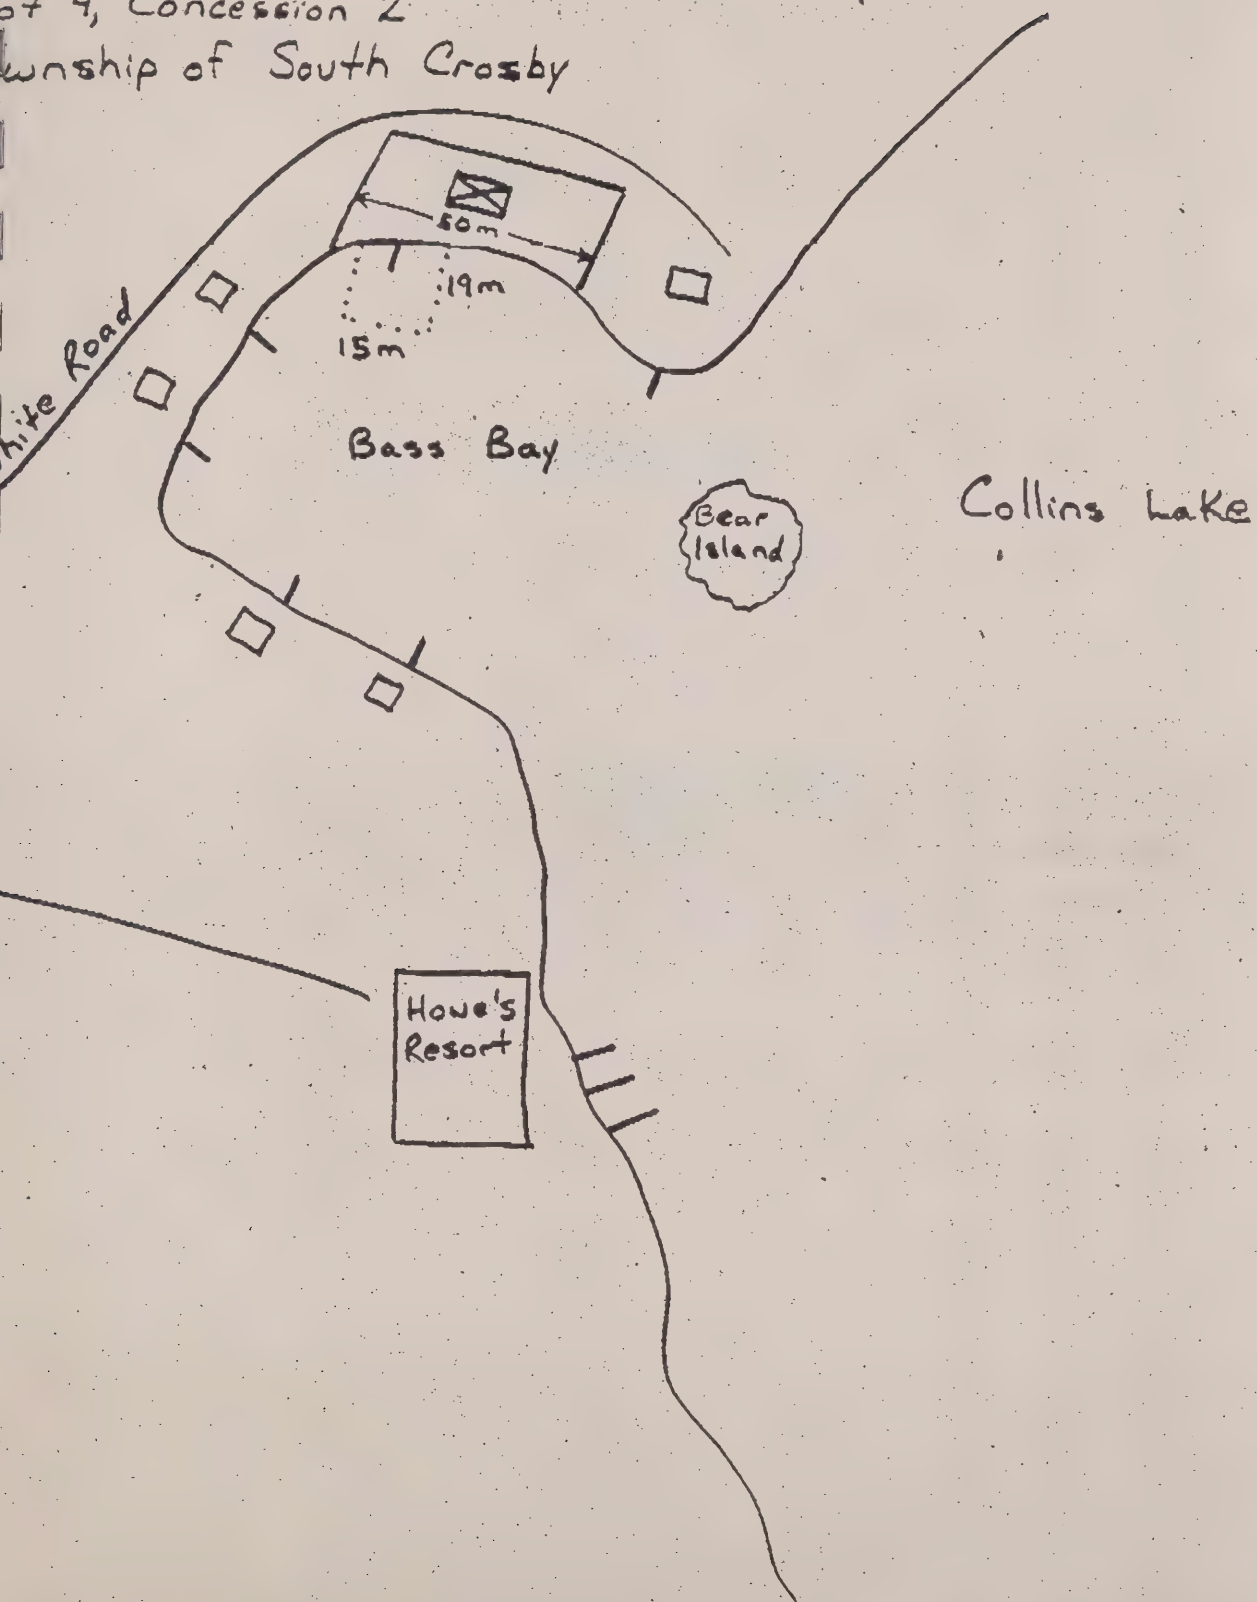 ot 4, Concession 2
wnship of South Crosby
50m
19m
15m
hite Road
Bass Bay
Bear
Island
Collins Lake
Howe's
Resort